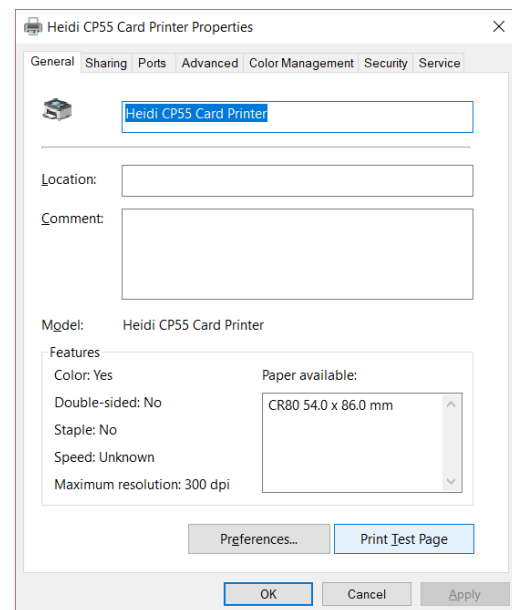 Heidi CP55 Card Printer Properties
General Sharing Ports Advanced Color Management Security Service
Heidi CP55 Card Printer
Location:
Comment:
Model: Heidi CP55 Card Printer
Features
Color: Yes
Paper available:
Double-sided: No
CR80 54.0 x 86.0 mm
Staple: No
Speed: Unknown
Maximum resolution: 300 dpi
Preferences... Print Test Page
OK Cancel Apply